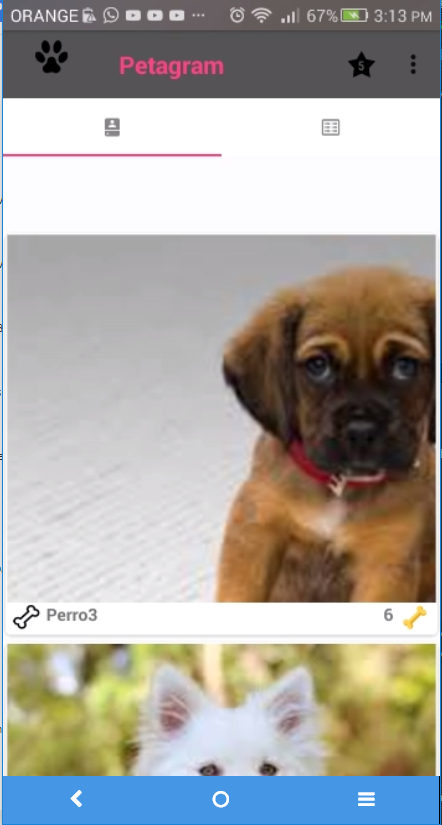 ORANGE ... 67% 3:13 PM
Petagram 5
Perro3 6